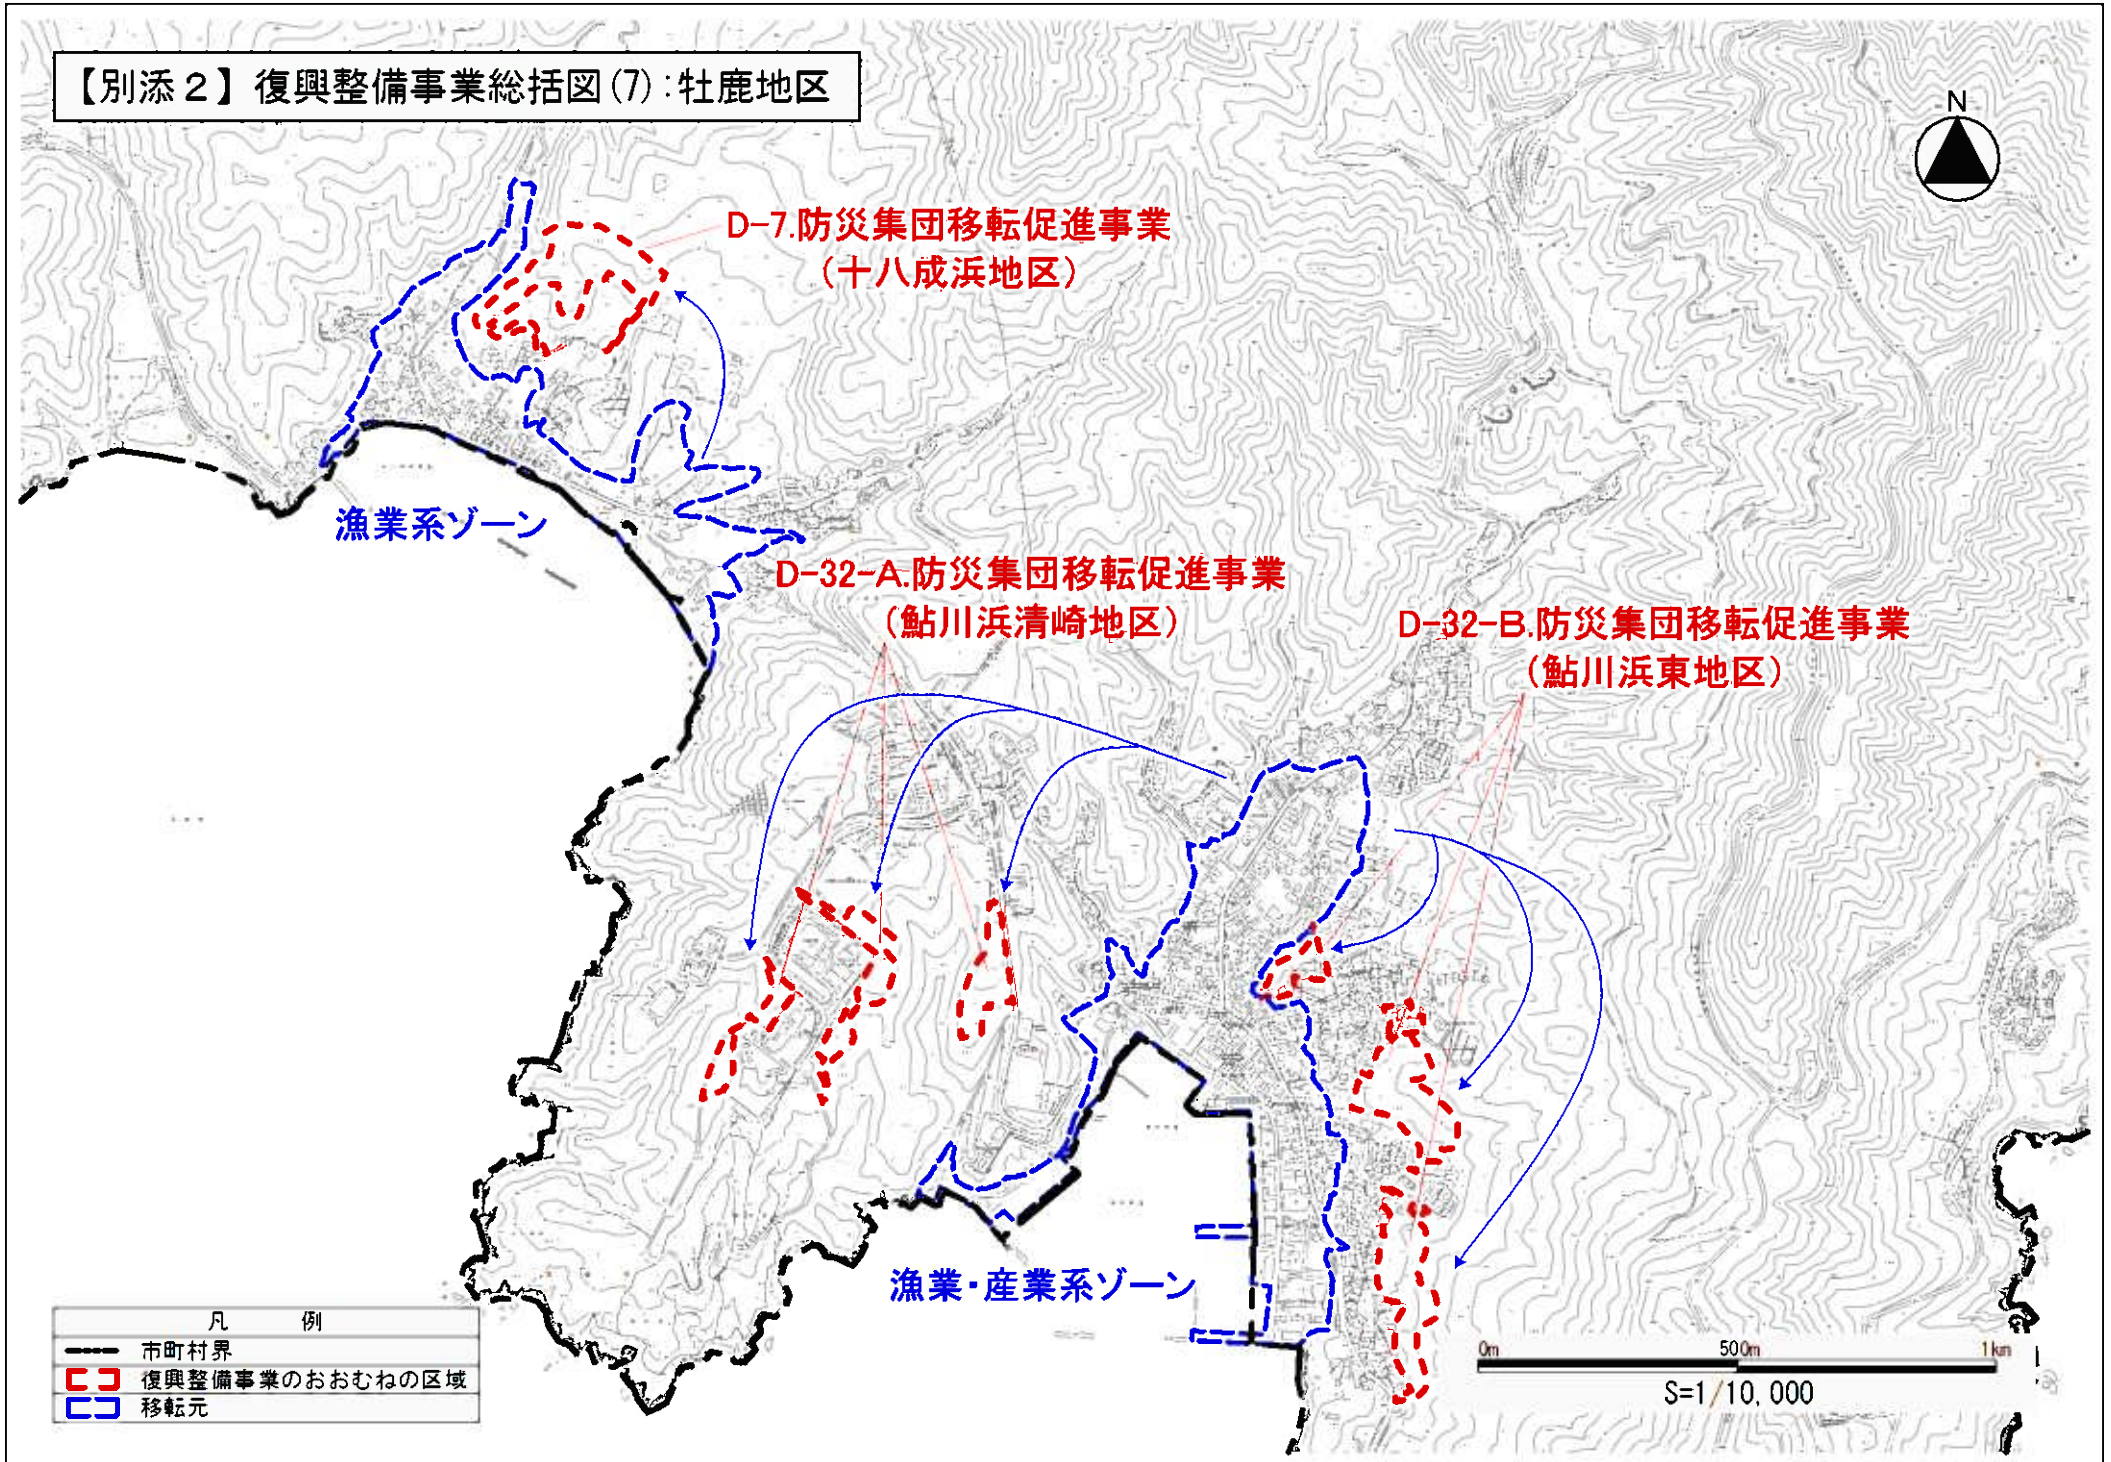 【別添２】復興整備事業総括図(7):牡鹿地区
N
D-7.防災集団移転促進事業
(十八成浜地区)
漁業系ゾーン
D-32-A.防災集団移転促進事業
(鮎川浜清崎地区)
D-32-B.防災集団移転促進事業
(鮎川浜東地区)
漁業・産業系ゾーン
凡 例
市町村界
復興整備事業のおおむねの区域
移転元
0m 500m 1km
S=1/10,000